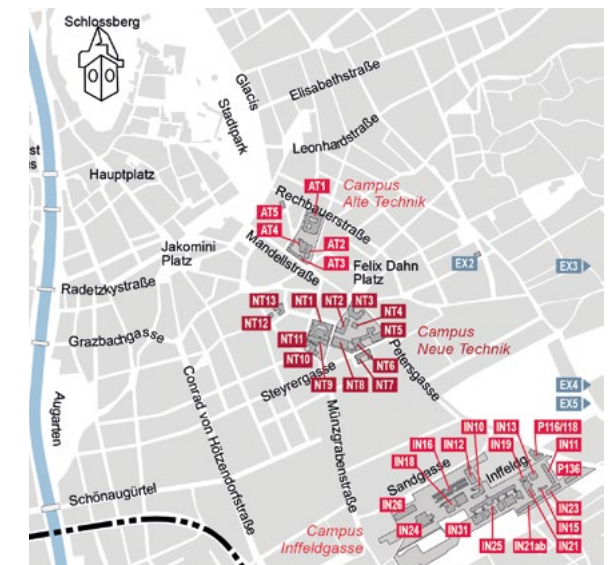 Schlossberg
Glacis
Elisabethstraße
Stadtpark
Leonhardstraße
st
us
Hauptplatz
AT1
Campus
Alte Technik
Rechbauerstraße
AT5
AT4
AT2
AT3
Jakomini
Platz
Mandellstraße
Felix Dahn
Platz
EX2
EX3
Radetzkystraße
NT13
NT1
NT2
NT3
NT4
NT12
NT5
Campus
Neue Technik
Grazbachgasse
NT11
NT10
NT6
Petersgasse
Steyrergasse
NT9
NT8
NT7
EX4
EX5
Augarten
Conrad von Hötzendorfstraße
Münzgrabenstraße
IN10
IN13
P116/118
IN16
IN12
IN19
IN11
IN18
Sandgasse
Inffeldg.
P136
Schönaugürtel
IN26
IN23
Campus
Inffeldgasse
IN24
IN31
IN15
IN25
IN21ab
IN21